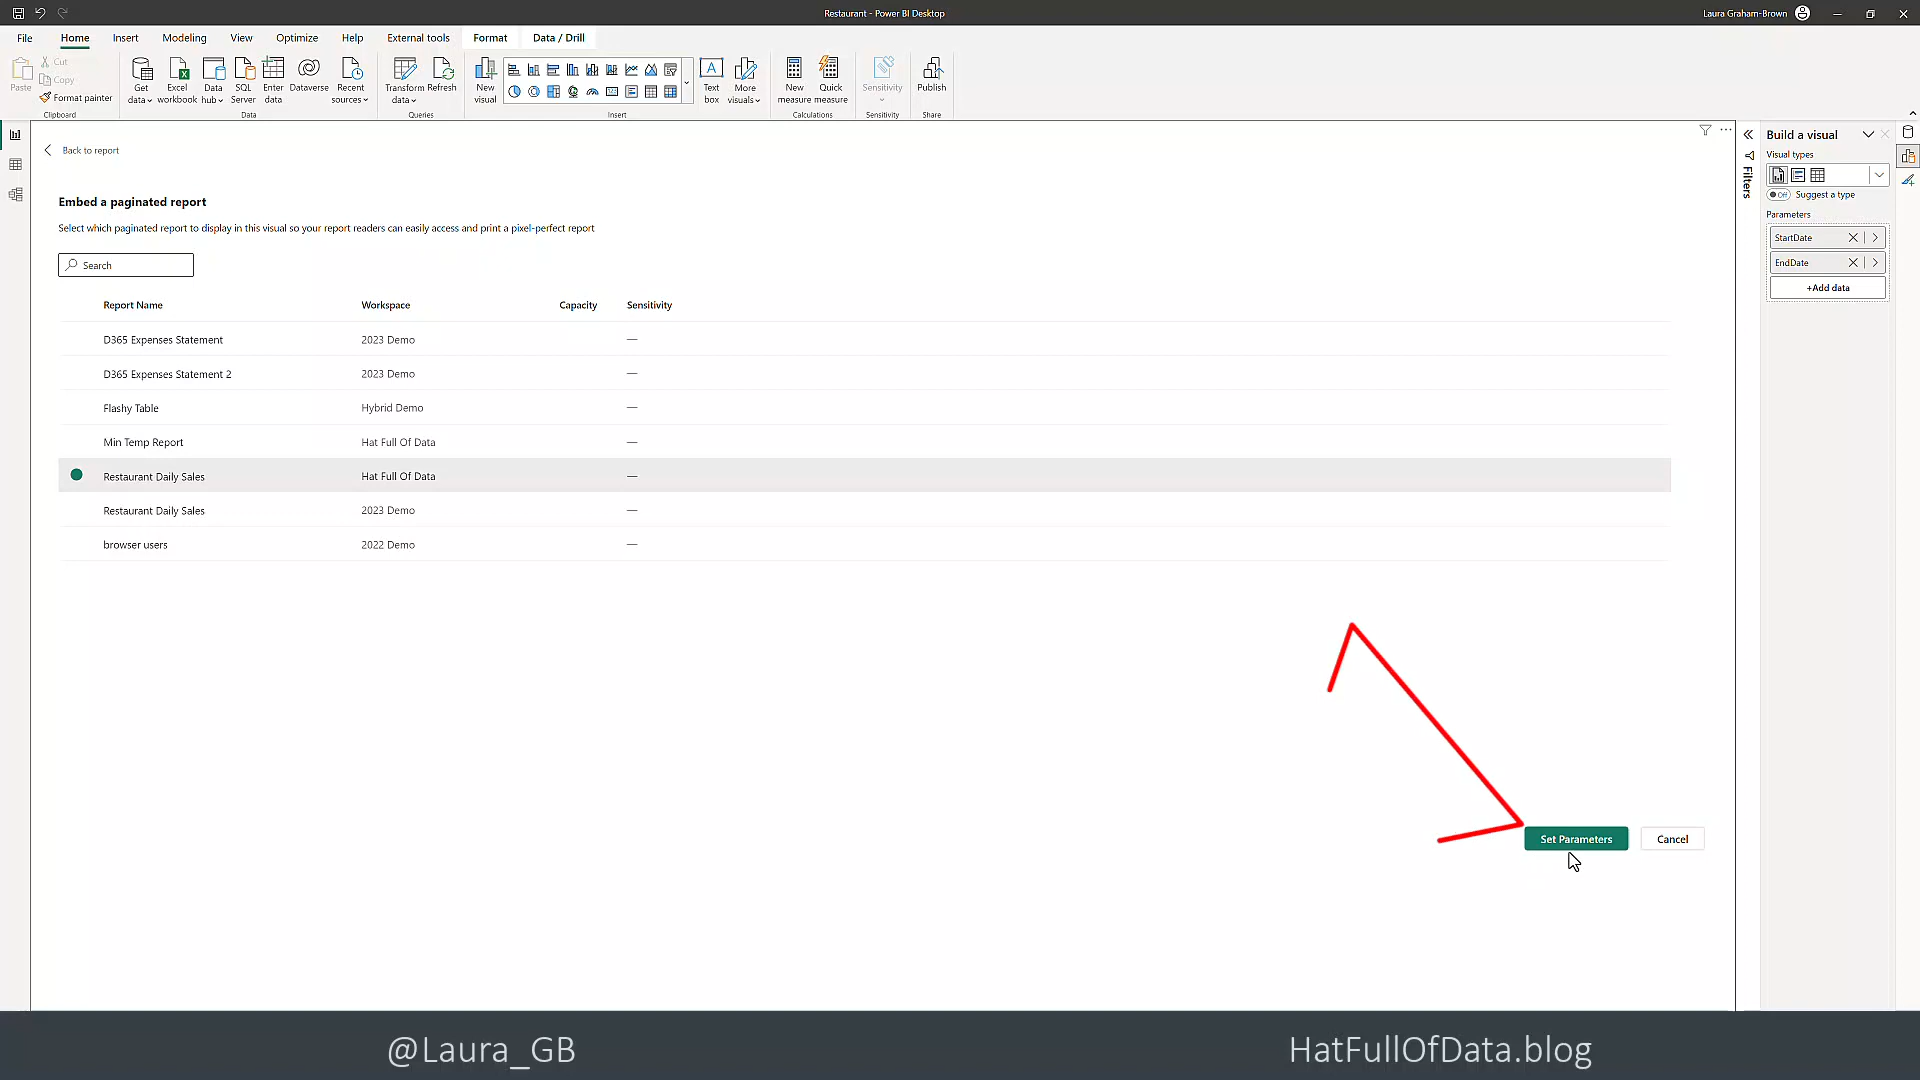 Restaurant - Power BI Desktop
Laura Graham-Brown
File Home Insert Modeling View Optimize Help External tools Format Data / Drill
Paste
Cut
Copy
Format painter
Clipboard
Get data
Excel workbook
Data hub
SQL Server
Enter data
Dataverse
Recent sources
Data
Transform data
Refresh
Queries
New visual
Text box
More visuals
Insert
New measure
Quick measure
Calculations
Sensitivity
Sensitivity
Publish
Share
Back to report
Embed a paginated report
Select which paginated report to display in this visual so your report readers can easily access and print a pixel-perfect report
Search
Report Name Workspace Capacity Sensitivity
D365 Expenses Statement 2023 Demo —
D365 Expenses Statement 2 2023 Demo —
Flashy Table Hybrid Demo —
Min Temp Report Hat Full Of Data —
Restaurant Daily Sales Hat Full Of Data —
Restaurant Daily Sales 2023 Demo —
browser users 2022 Demo —
Set Parameters Cancel
Filters
Build a visual
Visual types
Off Suggest a type
Parameters
StartDate
EndDate
+Add data
@Laura_GB HatFullOfData.blog